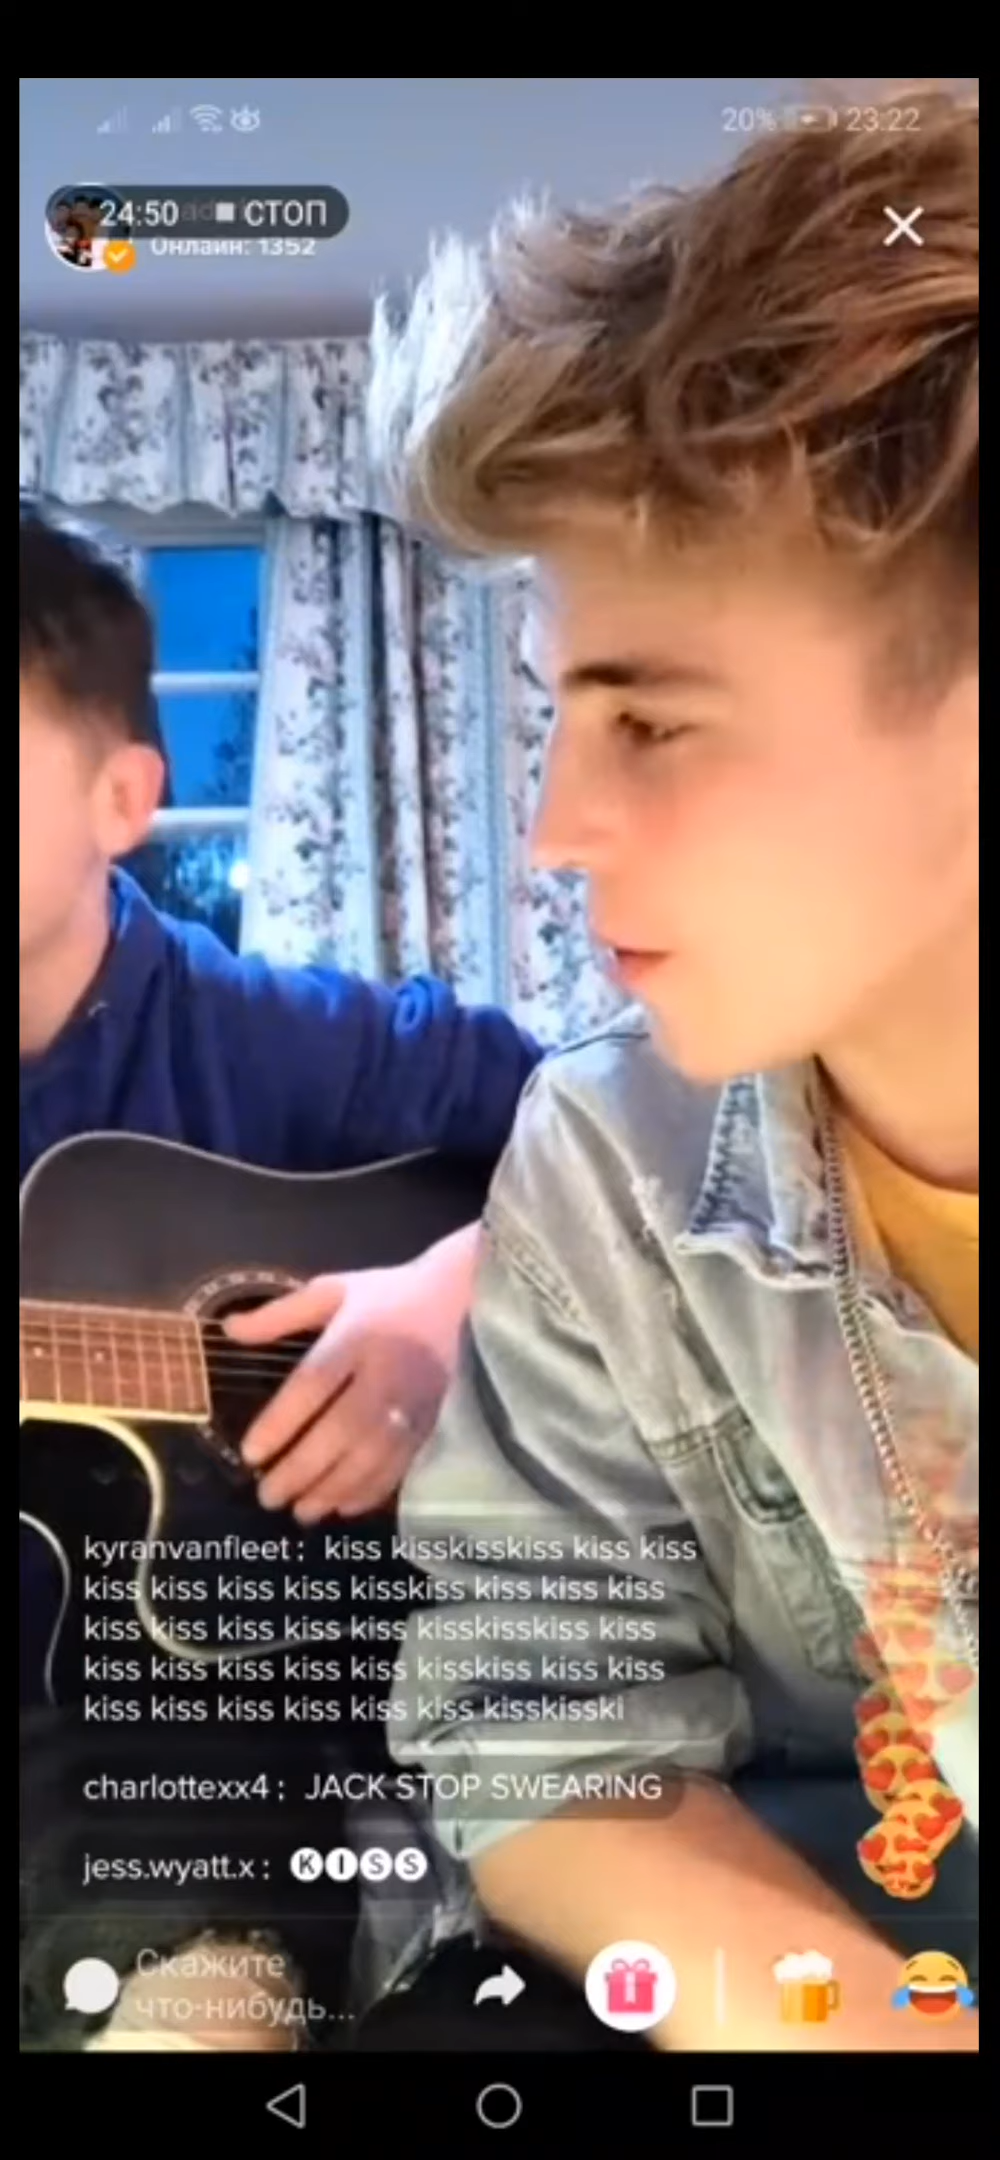 20% 23:22
24:50 СТОП
Онлайн: 1352
kyranvanfleet: kiss kisskisskiss kiss kiss
kiss kiss kiss kiss kisskiss kiss kiss kiss
kiss kiss kiss kiss kiss kisskisskiss kiss
kiss kiss kiss kiss kiss kisskiss kiss kiss
kiss kiss kiss kiss kiss kiss kisskisski
charlottexx4: JACK STOP SWEARING
jess.wyatt.x: 🅚🅘🅢🅢
Скажите
что-нибудь...